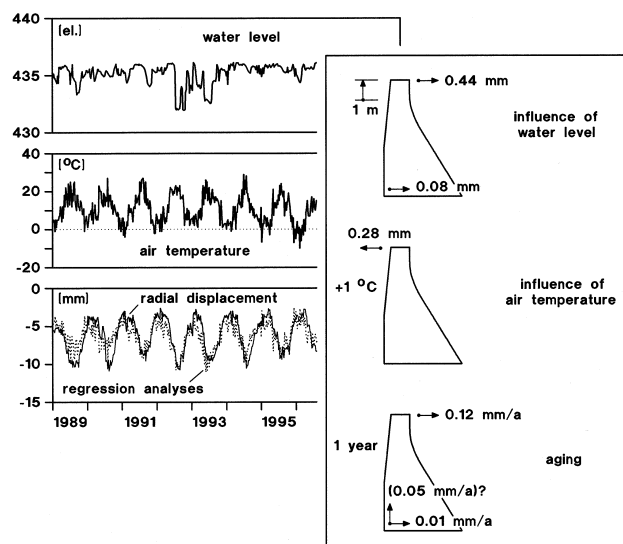 440
[el.]
water level
435
430
40
[ºC]
20
0
air temperature
-20
0
[mm]
radial displacement
-5
-10
regression analyses
-15
1989
1991
1993
1995
0.44 mm
1 m
influence of
water level
0.08 mm
0.28 mm
+1 ºC
influence of
air temperature
0.12 mm/a
1 year
aging
(0.05 mm/a)?
0.01 mm/a